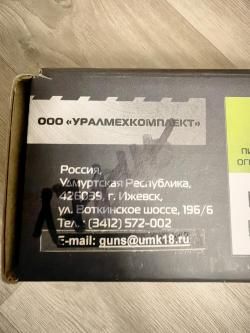 ООО «УРАЛМЕХКОМПЛЕКТ»
Россия,
Удмуртская Республика,
426039, г. Ижевск,
ул. Воткинское шоссе, 196/6
Тел.: (3412) 572-002
E-mail: guns@umk18.ru